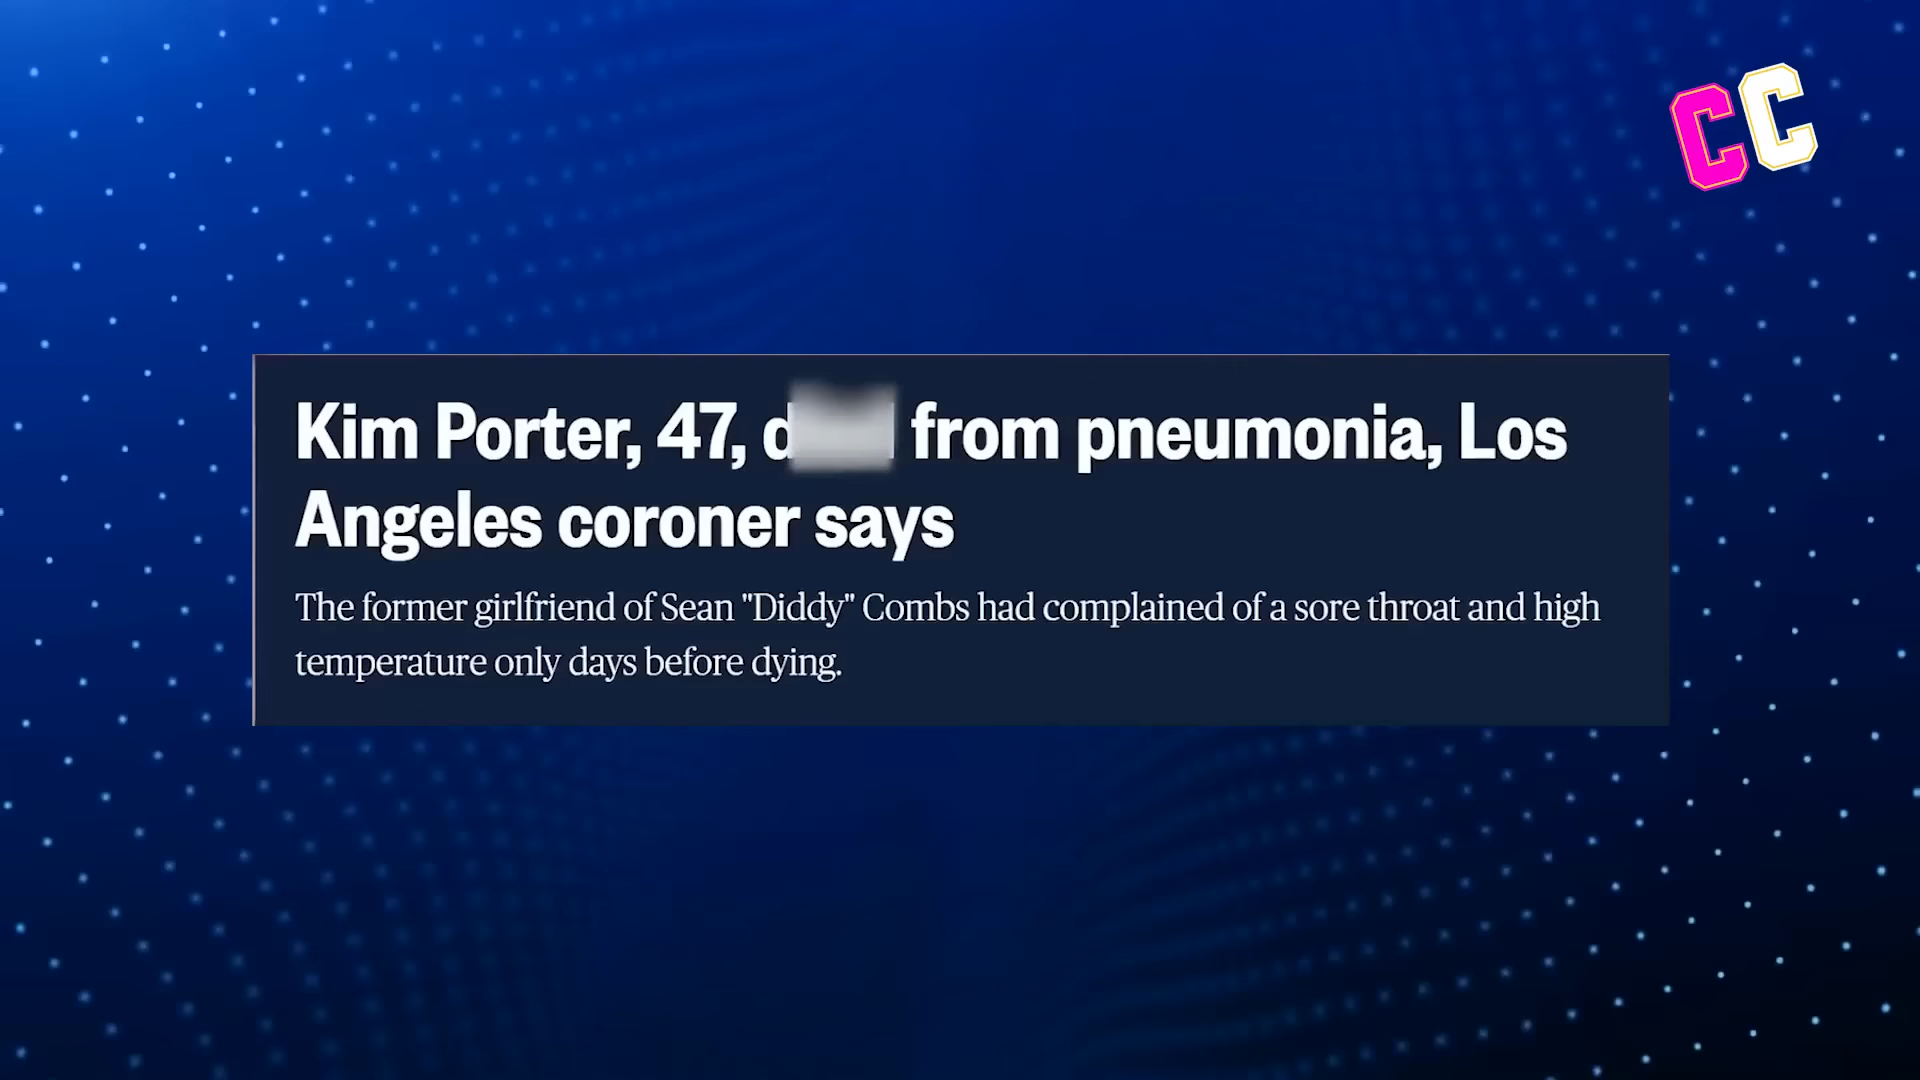 CC
Kim Porter, 47, from pneumonia, Los
Angeles coroner says
The former girlfriend of Sean "Diddy" Combs had complained of a sore throat and high
temperature only days before dying.